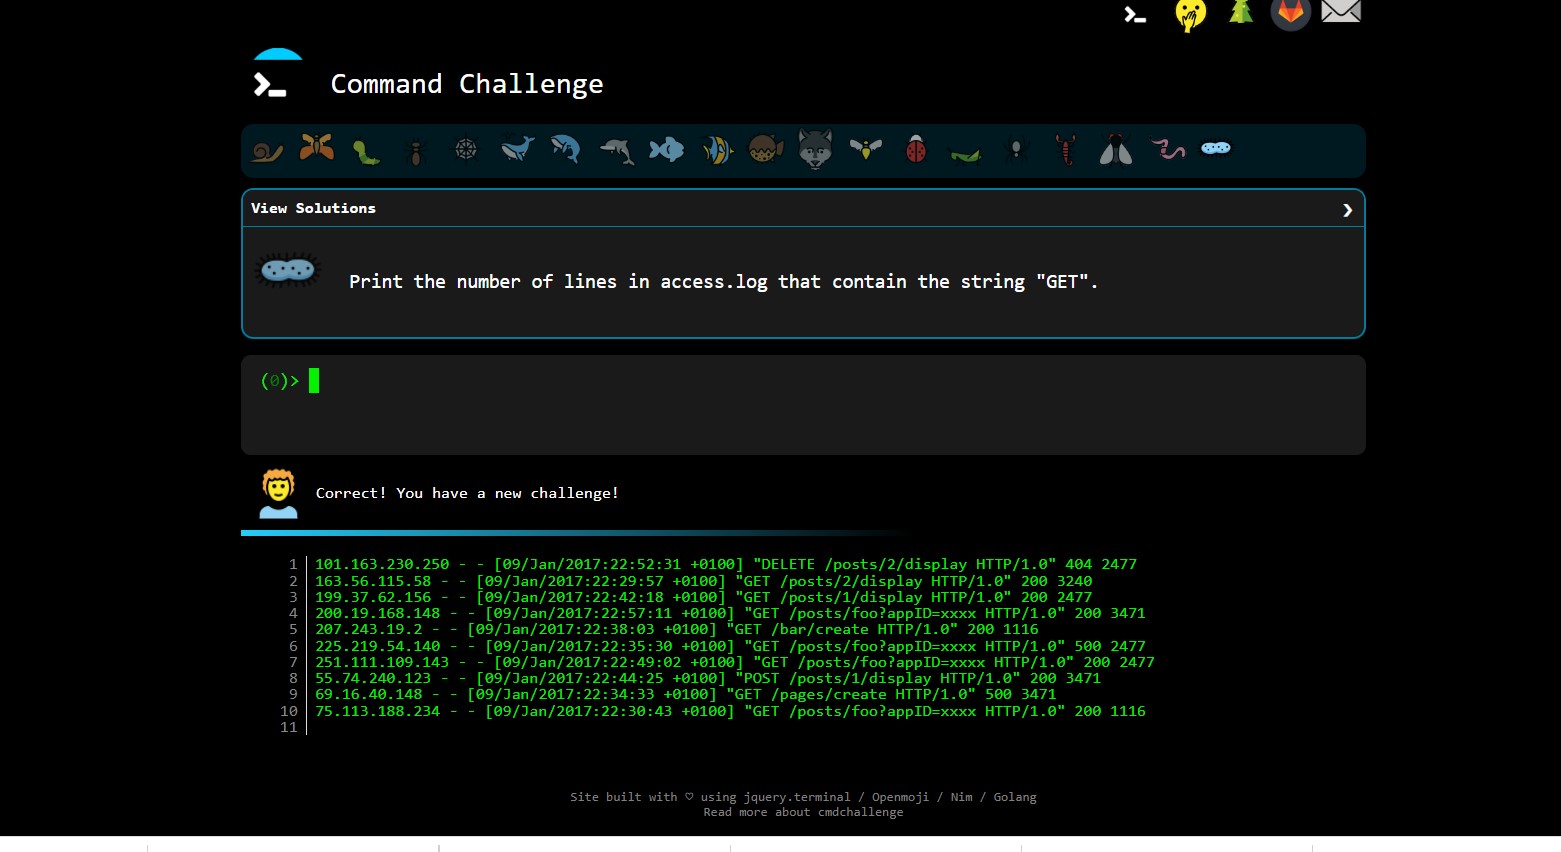 Command Challenge
View Solutions
Print the number of lines in access.log that contain the string "GET".
(0)>
Correct! You have a new challenge!
1 101.163.230.250 - - [09/Jan/2017:22:52:31 +0100] "DELETE /posts/2/display HTTP/1.0" 404 2477
2 163.56.115.58 - - [09/Jan/2017:22:29:57 +0100] "GET /posts/2/display HTTP/1.0" 200 3240
3 199.37.62.156 - - [09/Jan/2017:22:42:18 +0100] "GET /posts/1/display HTTP/1.0" 200 2477
4 200.19.168.148 - - [09/Jan/2017:22:57:11 +0100] "GET /posts/foo?appID=xxxx HTTP/1.0" 200 3471
5 207.243.19.2 - - [09/Jan/2017:22:38:03 +0100] "GET /bar/create HTTP/1.0" 200 1116
6 225.219.54.140 - - [09/Jan/2017:22:35:30 +0100] "GET /posts/foo?appID=xxxx HTTP/1.0" 500 2477
7 251.111.109.143 - - [09/Jan/2017:22:49:02 +0100] "GET /posts/foo?appID=xxxx HTTP/1.0" 200 2477
8 55.74.240.123 - - [09/Jan/2017:22:44:25 +0100] "POST /posts/1/display HTTP/1.0" 200 3471
9 69.16.40.148 - - [09/Jan/2017:22:34:33 +0100] "GET /pages/create HTTP/1.0" 500 3471
10 75.113.188.234 - - [09/Jan/2017:22:30:43 +0100] "GET /posts/foo?appID=xxxx HTTP/1.0" 200 1116
11
Site built with ♡ using jquery.terminal / Openmoji / Nim / Golang
Read more about cmdchallenge